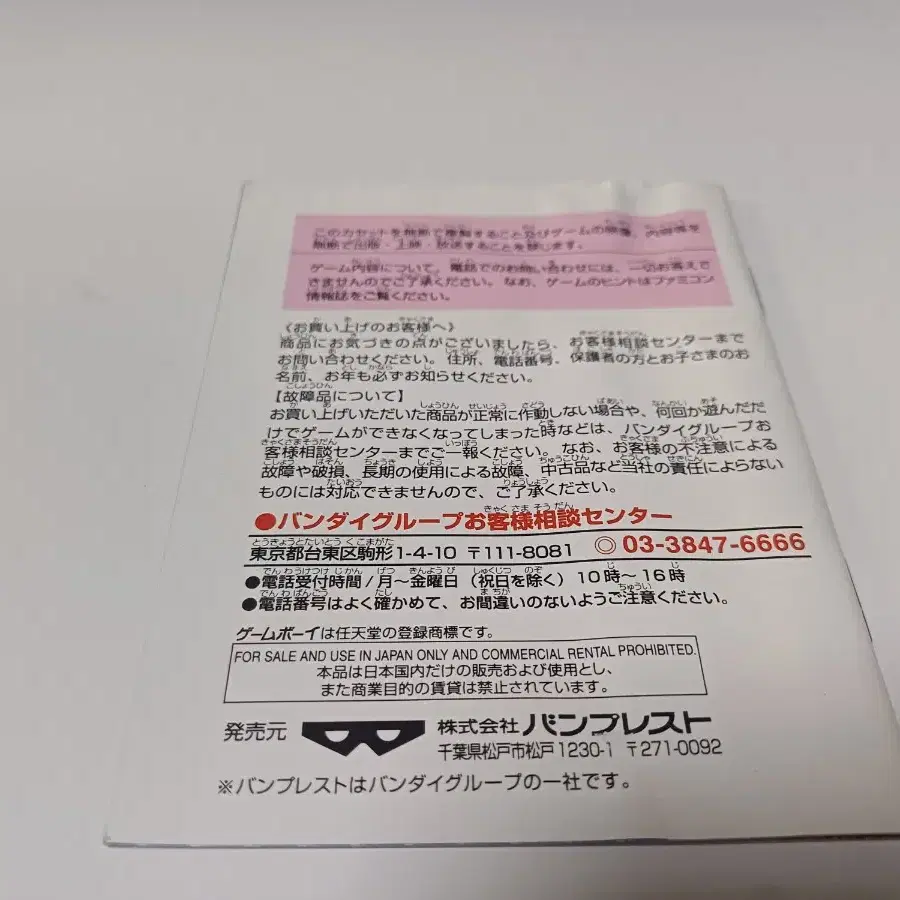 このカセットを無断で複製すること及びゲームの映像、内容等を
無断で出版・上映・放送することを禁じます。
ゲーム内容について、電話でのお問い合わせには、一切お答えで
きませんのでご了承ください。なお、ゲームのヒントはファミコン
情報誌をご覧ください。
《お買い上げのお客様へ》
商品にお気づきの点がございましたら、お客様相談センターまで
お問い合わせください。住所、電話番号、保護者の方とお子さまのお
名前、お年も必ずお知らせください。
【故障品について】
お買い上げいただいた商品が正常に作動しない場合や、何回か遊んだだ
けでゲームができなくなってしまった時などは、バンダイグループお
客様相談センターまでご一報ください。なお、お客様の不注意による
故障や破損、長期の使用による故障、中古品など当社の責任によらない
ものには対応できませんので、ご了承ください。
●バンダイグループお客様相談センター
東京都台東区駒形1-4-10 〒111-8081 ◎ 03-3847-6666
●電話受付時間/月~金曜日(祝日を除く)10時~16時
●電話番号はよく確かめて、お間違いのないようご注意ください。
ゲームボーイは任天堂の登録商標です。
FOR SALE AND USE IN JAPAN ONLY AND COMMERCIAL RENTAL PROHIBITED.
本品は日本国内だけの販売および使用とし、
また商業目的の賃貸は禁止されています。
発売元 株式会社 バンプレスト
千葉県松戸市松戸1230-1 〒271-0092
※バンプレストはバンダイグループの一社です。